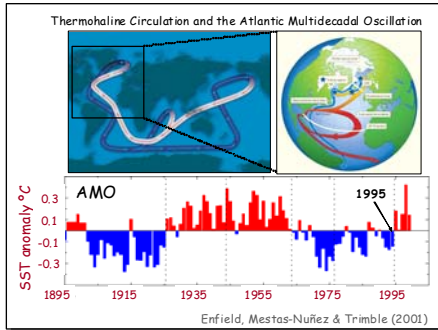 Thermohaline Circulation and the Atlantic Multidecadal Oscillation
AMO
1995
SST anomaly ºC
0.3
0.1
-0.1
-0.3
1895
1915
1935
1955
1975
1995
Enfield, Mestas-Nuñez & Trimble (2001)